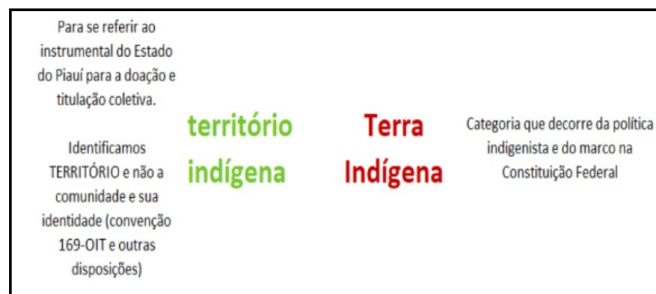 Para se referir ao
instrumental do Estado
do Piauí para a doação e
titulação coletiva.
Identificamos
TERRITÓRIO e não a
comunidade e sua
identidade (convenção
169-OIT e outras
disposições)
território
indígena
Terra
Indígena
Categoria que decorre da política
indigenista e do marco na
Constituição Federal